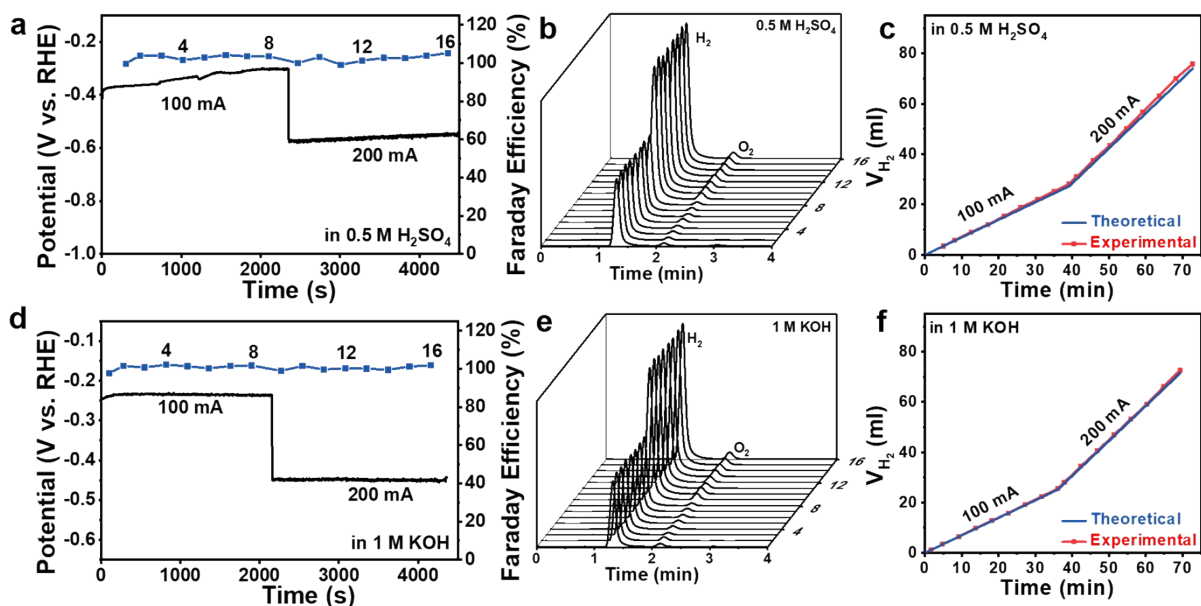 a
Potential (V vs. RHE)
-0.2
-0.4
-0.6
-0.8
-1.0
4
8
12
16
100 mA
200 mA
in 0.5 M H₂SO₄
0
1000
2000
3000
4000
Time (s)
120
100
80
60
40
20
0
Faraday Efficiency (%)
b
H₂
0.5 M H₂SO₄
O₂
16
12
8
4
0
1
2
3
4
Time (min)
c
in 0.5 M H₂SO₄
V_H₂ (ml)
80
60
40
20
0
100 mA
200 mA
Theoretical
Experimental
0
10
20
30
40
50
60
70
Time (min)
d
Potential (V vs. RHE)
-0.1
-0.2
-0.3
-0.4
-0.5
-0.6
4
8
12
16
100 mA
200 mA
in 1 M KOH
0
1000
2000
3000
4000
Time (s)
120
100
80
60
40
20
0
Faraday Efficiency (%)
e
H₂
1 M KOH
O₂
16
12
8
4
0
1
2
3
4
Time (min)
f
in 1 M KOH
V_H₂ (ml)
80
60
40
20
0
100 mA
200 mA
Theoretical
Experimental
0
10
20
30
40
50
60
70
Time (min)